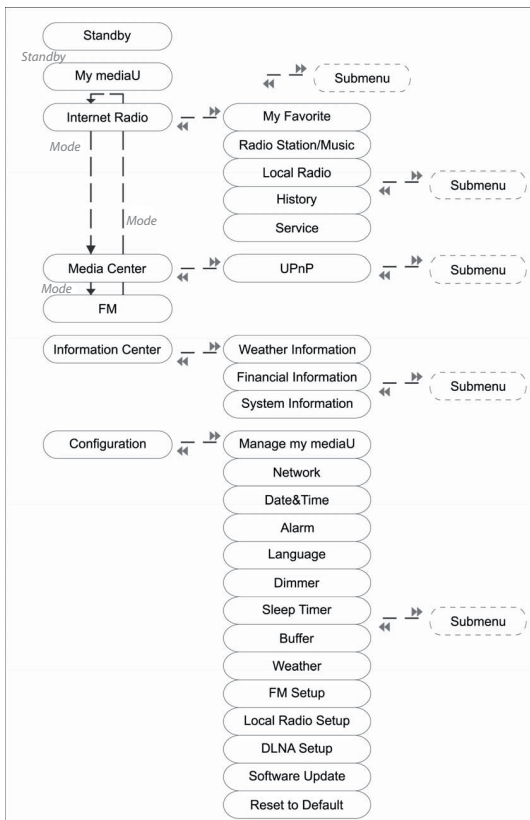 Standby
Standby
My mediaU
Submenu
Internet Radio
My Favorite
Mode
Radio Station/Music
Local Radio
Submenu
History
Mode
Service
Media Center
UPnP
Submenu
Mode
FM
Information Center
Weather Information
Financial Information
Submenu
System Information
Configuration
Manage my mediaU
Network
Date&Time
Alarm
Language
Dimmer
Sleep Timer
Submenu
Buffer
Weather
FM Setup
Local Radio Setup
DLNA Setup
Software Update
Reset to Default